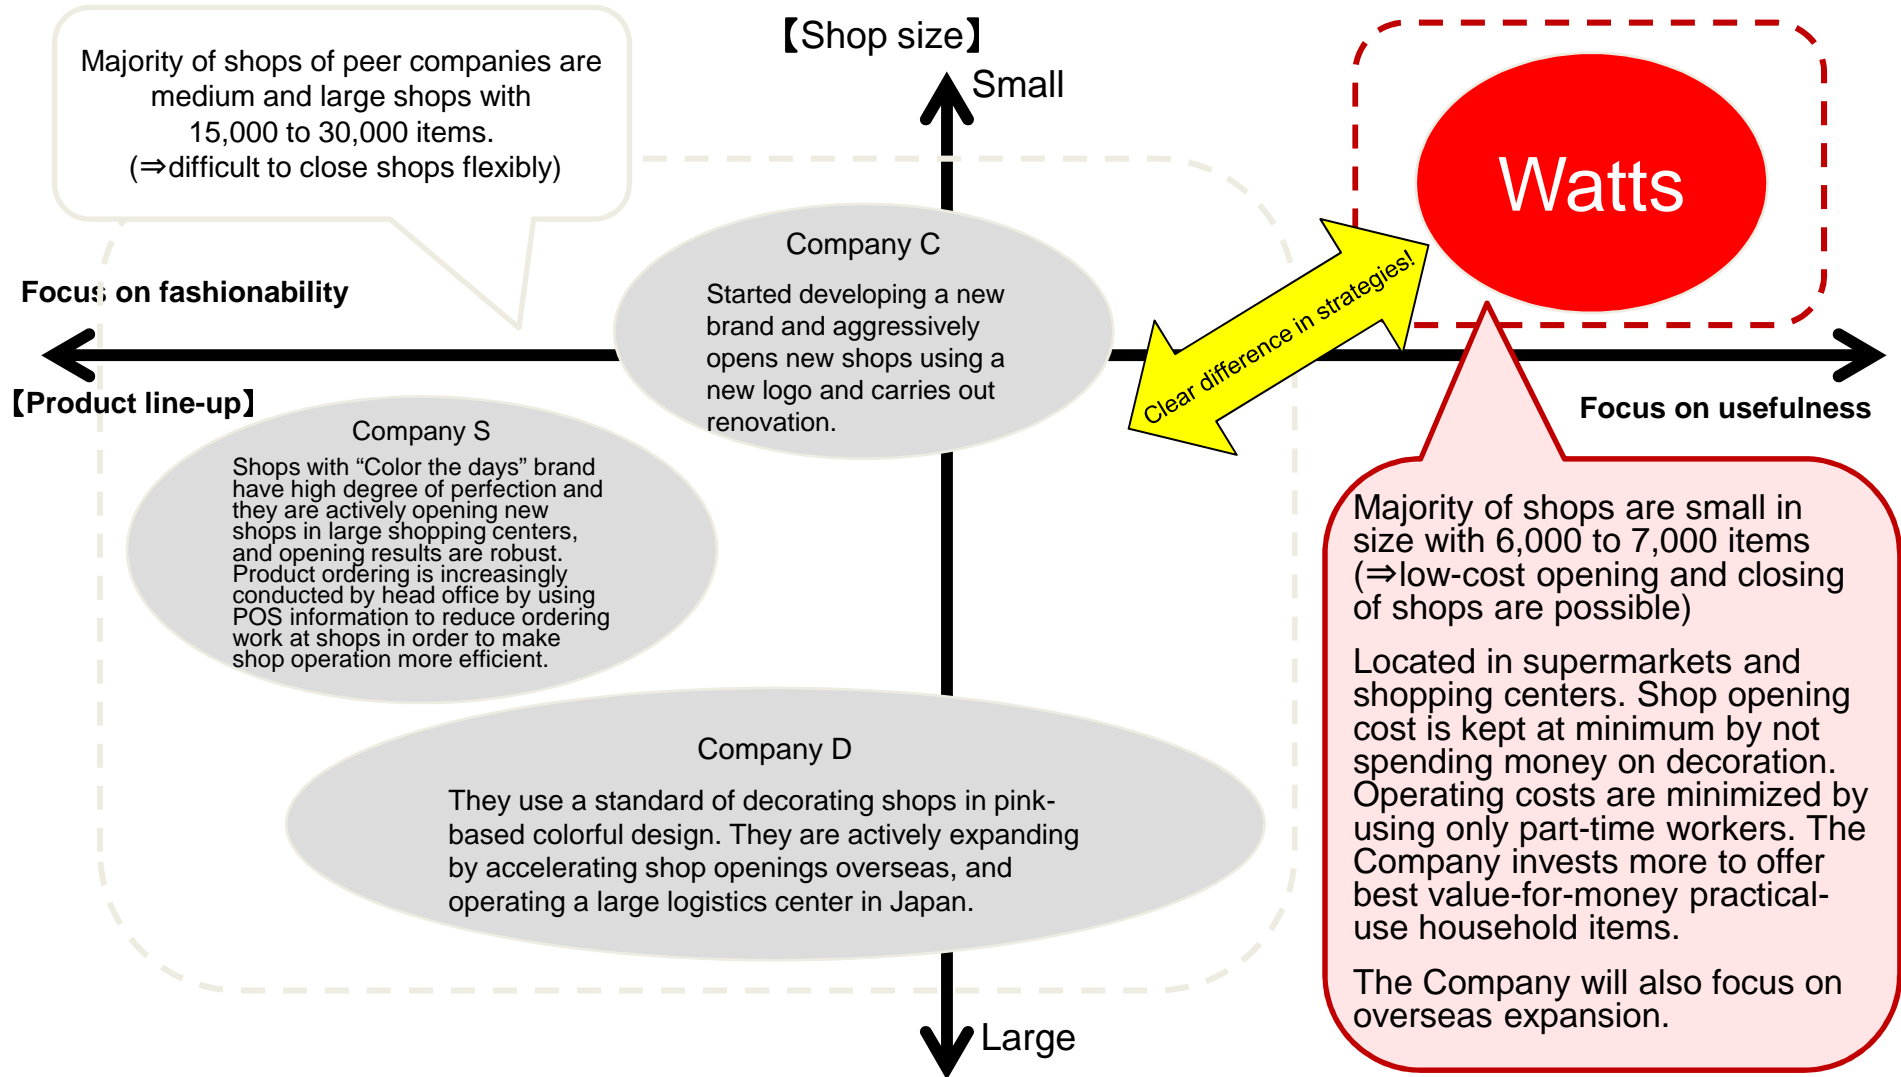 Majority of shops of peer companies are
medium and large shops with
15,000 to 30,000 items.
(⇒difficult to close shops flexibly)
【Shop size】
Small
Watts
Company C
Started developing a new
brand and aggressively
opens new shops using a
new logo and carries out
renovation.
Clear difference in strategies!
Focus on fashionability
【Product line-up】
Focus on usefulness
Company S
Shops with “Color the days” brand
have high degree of perfection and
they are actively opening new
shops in large shopping centers,
and opening results are robust.
Product ordering is increasingly
conducted by head office by using
POS information to reduce ordering
work at shops in order to make
shop operation more efficient.
Company D
They use a standard of decorating shops in pink-
based colorful design. They are actively expanding
by accelerating shop openings overseas, and
operating a large logistics center in Japan.
Majority of shops are small in
size with 6,000 to 7,000 items
(⇒low-cost opening and closing
of shops are possible)
Located in supermarkets and
shopping centers. Shop opening
cost is kept at minimum by not
spending money on decoration.
Operating costs are minimized by
using only part-time workers. The
Company invests more to offer
best value-for-money practical-
use household items.
The Company will also focus on
overseas expansion.
Large